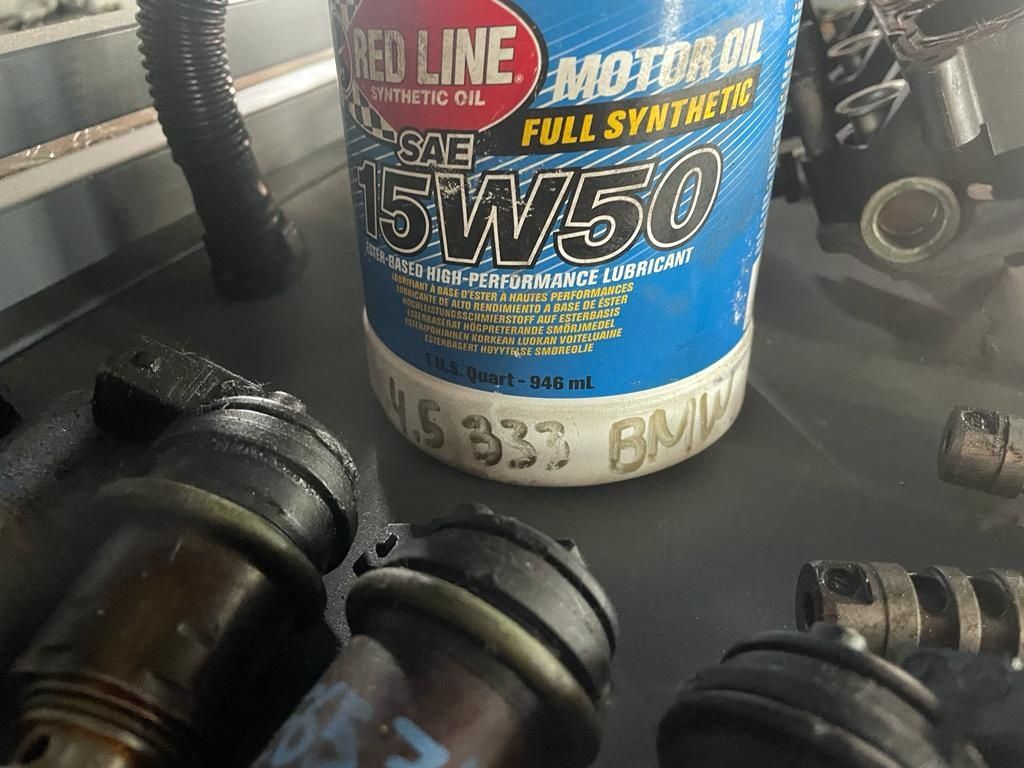 RED LINE®
SYNTHETIC OIL
MOTOR OIL
FULL SYNTHETIC
SAE
15W50
ESTER-BASED HIGH-PERFORMANCE LUBRICANT
LUBRIFIANT À BASE D'ESTER À HAUTES PERFORMANCES
LUBRICANTE DE ALTO RENDIMIENTO A BASE DE ÉSTER
HOCHLEISTUNGSSCHMIERSTOFF AUF ESTERBASIS
ESTERBASERAT HÖGPRETERANDE SMÖRJMEDEL
ESTERIPOHJAINEN KORKEAN LUOKAN VOITELUAINE
ESTERBASERT HØYYTELSE SMØREOLJE
1 U.S. Quart - 946 mL
4.5 333 BMW